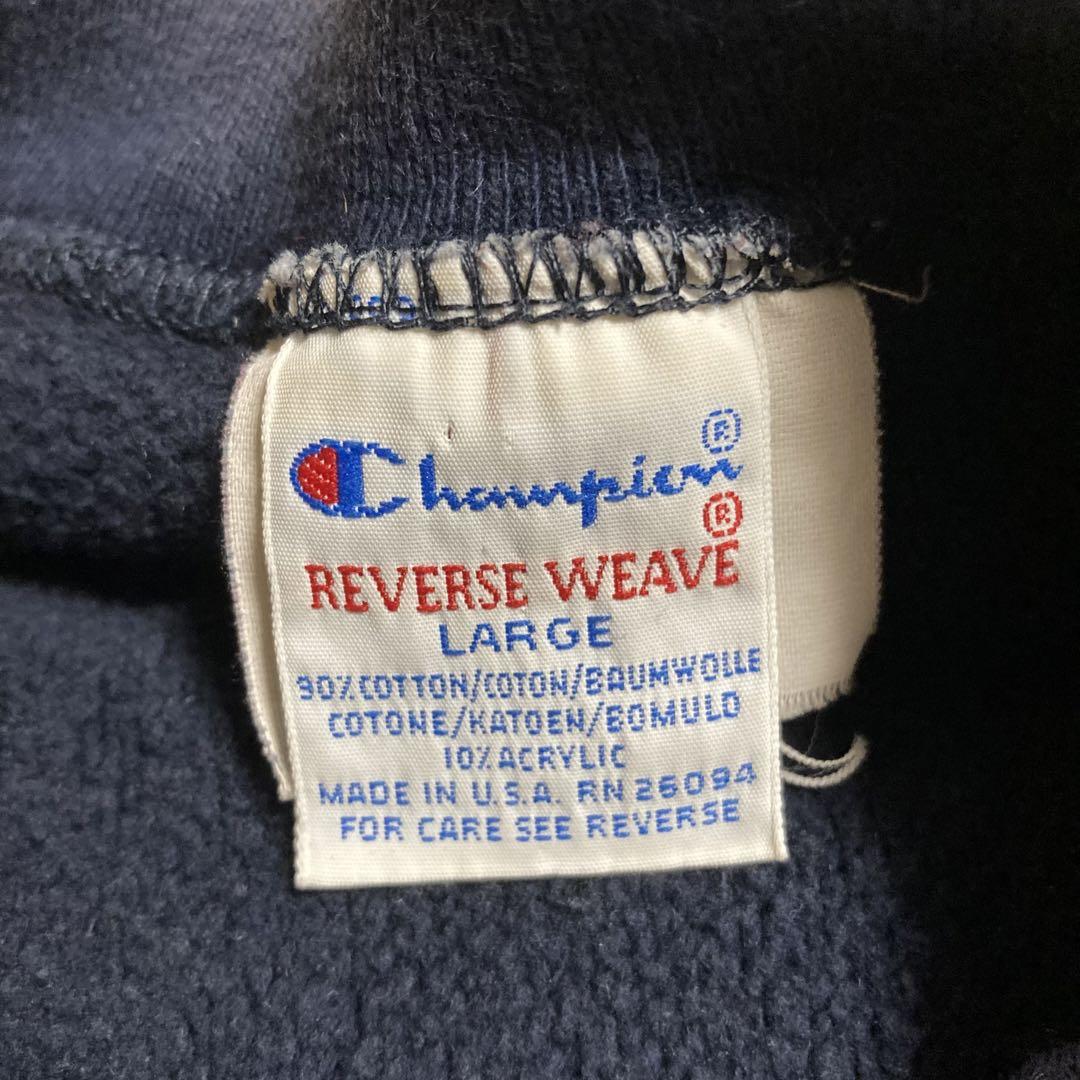 Champion®
REVERSE WEAVE®
LARGE
90% COTTON/COTON/BAUMWOLLE
COTONE/KATOEN/BOMULD
10% ACRYLIC
MADE IN U.S.A. RN 26094
FOR CARE SEE REVERSE